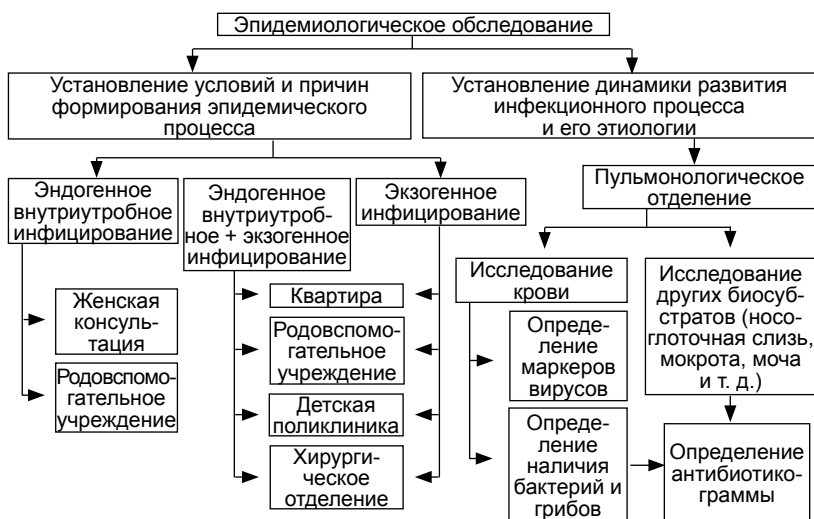 Эпидемиологическое обследование
Установление условий и причин
формирования эпидемического
процесса
Установление динамики развития
инфекционного процесса
и его этиологии
Эндогенное
внутриутробное
инфицирование
Эндогенное
внутриутроб-
ное + экзогенное
инфицирование
Экзогенное
инфицирование
Пульмонологическое
отделение
Женская
консуль-
тация
Родовспомо-
гательное
учреждение
Квартира
Родовспомо-
гательное
учреждение
Детская
поликлиника
Хирурги-
ческое
отделение
Исследование
крови
Опреде-
ление
маркеров
вирусов
Опреде-
ление
наличия
бактерий и
грибов
Исследование
других биосуб-
стратов (носо-
глоточная слизь,
мокрота, моча
и т. д.)
Определение
антибиотико-
граммы